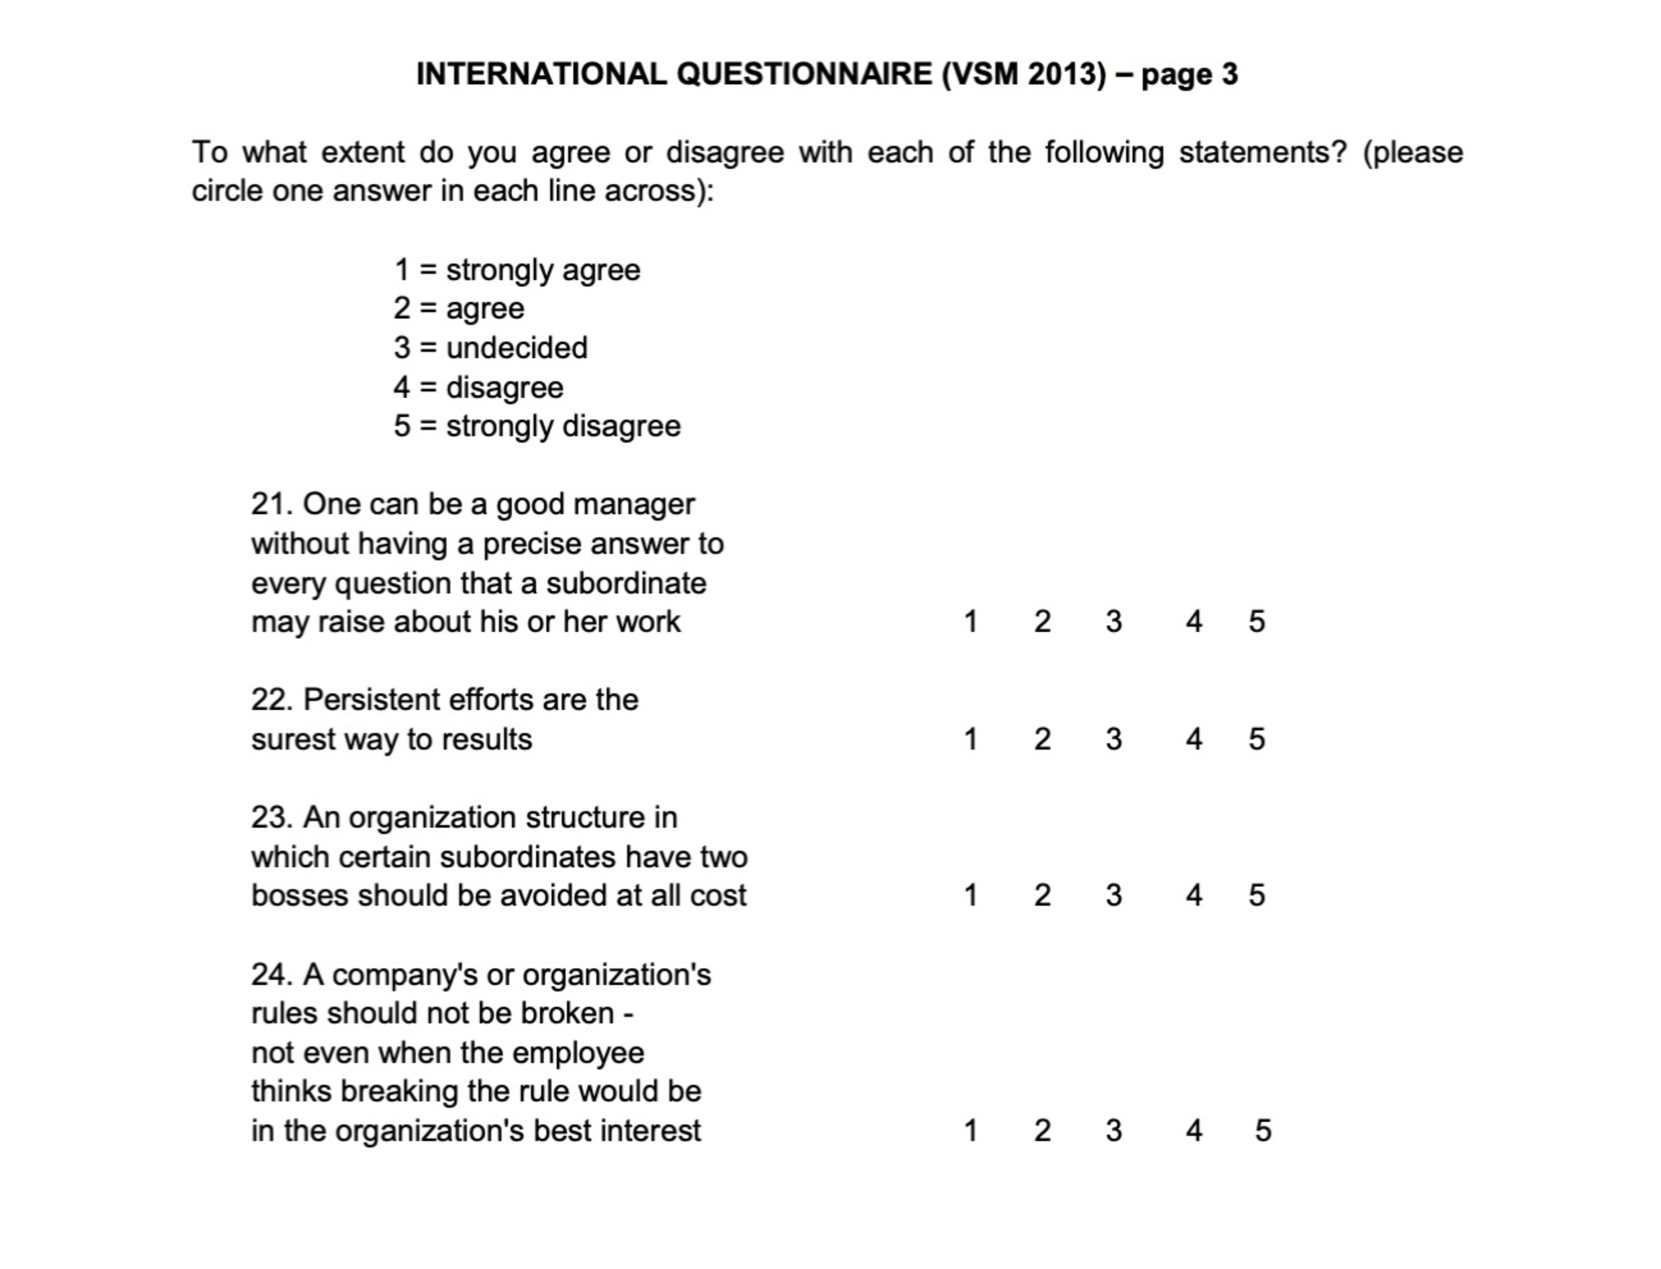 INTERNATIONAL QUESTIONNAIRE (VSM 2013) – page 3
To what extent do you agree or disagree with each of the following statements? (please
circle one answer in each line across):
1 = strongly agree
2 = agree
3 = undecided
4 = disagree
5 = strongly disagree
21. One can be a good manager
without having a precise answer to
every question that a subordinate
may raise about his or her work 1 2 3 4 5
22. Persistent efforts are the
surest way to results 1 2 3 4 5
23. An organization structure in
which certain subordinates have two
bosses should be avoided at all cost 1 2 3 4 5
24. A company's or organization's
rules should not be broken -
not even when the employee
thinks breaking the rule would be
in the organization's best interest 1 2 3 4 5